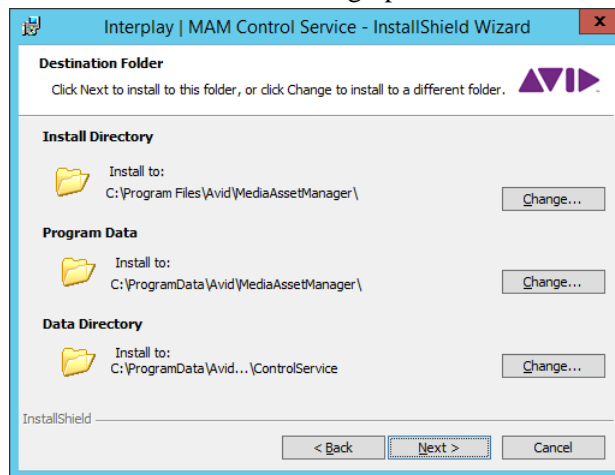 Interplay | MAM Control Service - InstallShield Wizard
x
Destination Folder
Click Next to install to this folder, or click Change to install to a different folder.
AVID
Install Directory
Install to:
C:\Program Files\Avid\MediaAssetManager\
Change...
Program Data
Install to:
C:\ProgramData\Avid\MediaAssetManager\
Change...
Data Directory
Install to:
C:\ProgramData\Avid...\ControlService
Change...
InstallShield
< Back
Next >
Cancel